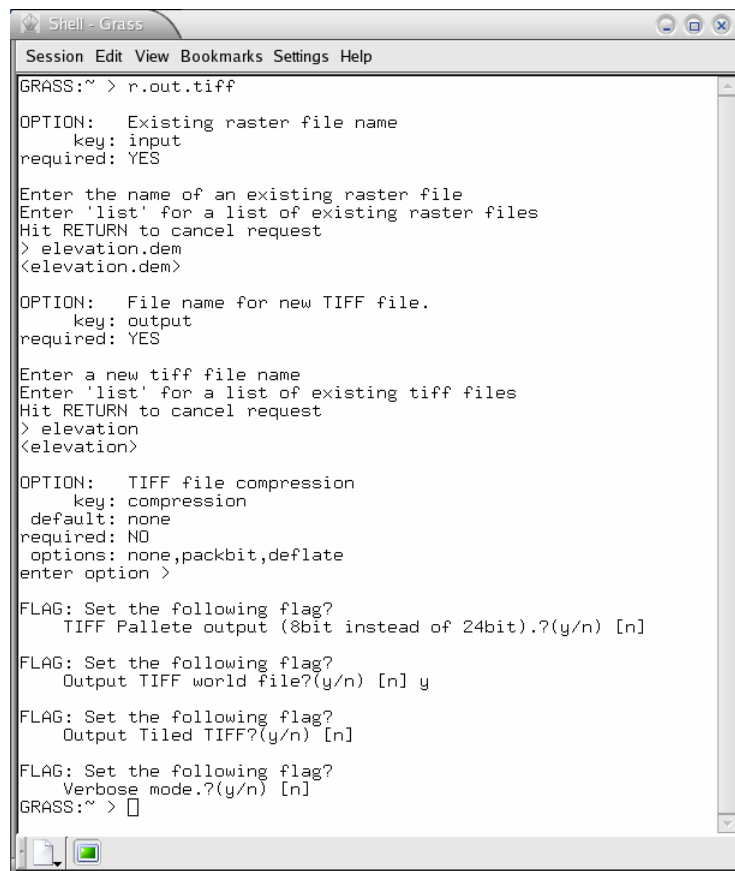 Shell - Grass
Session Edit View Bookmarks Settings Help
GRASS:~ > r.out.tiff
OPTION:   Existing raster file name
     key: input
required: YES
Enter the name of an existing raster file
Enter 'list' for a list of existing raster files
Hit RETURN to cancel request
> elevation.dem
<elevation.dem>
OPTION:   File name for new TIFF file.
     key: output
required: YES
Enter a new tiff file name
Enter 'list' for a list of existing tiff files
Hit RETURN to cancel request
> elevation
<elevation>
OPTION:   TIFF file compression
     key: compression
 default: none
required: NO
 options: none,packbit,deflate
enter option >
FLAG: Set the following flag?
    TIFF Pallete output (8bit instead of 24bit).?(y/n) [n]
FLAG: Set the following flag?
    Output TIFF world file?(y/n) [n] y
FLAG: Set the following flag?
    Output Tiled TIFF?(y/n) [n]
FLAG: Set the following flag?
    Verbose mode.?(y/n) [n]
GRASS:~ >